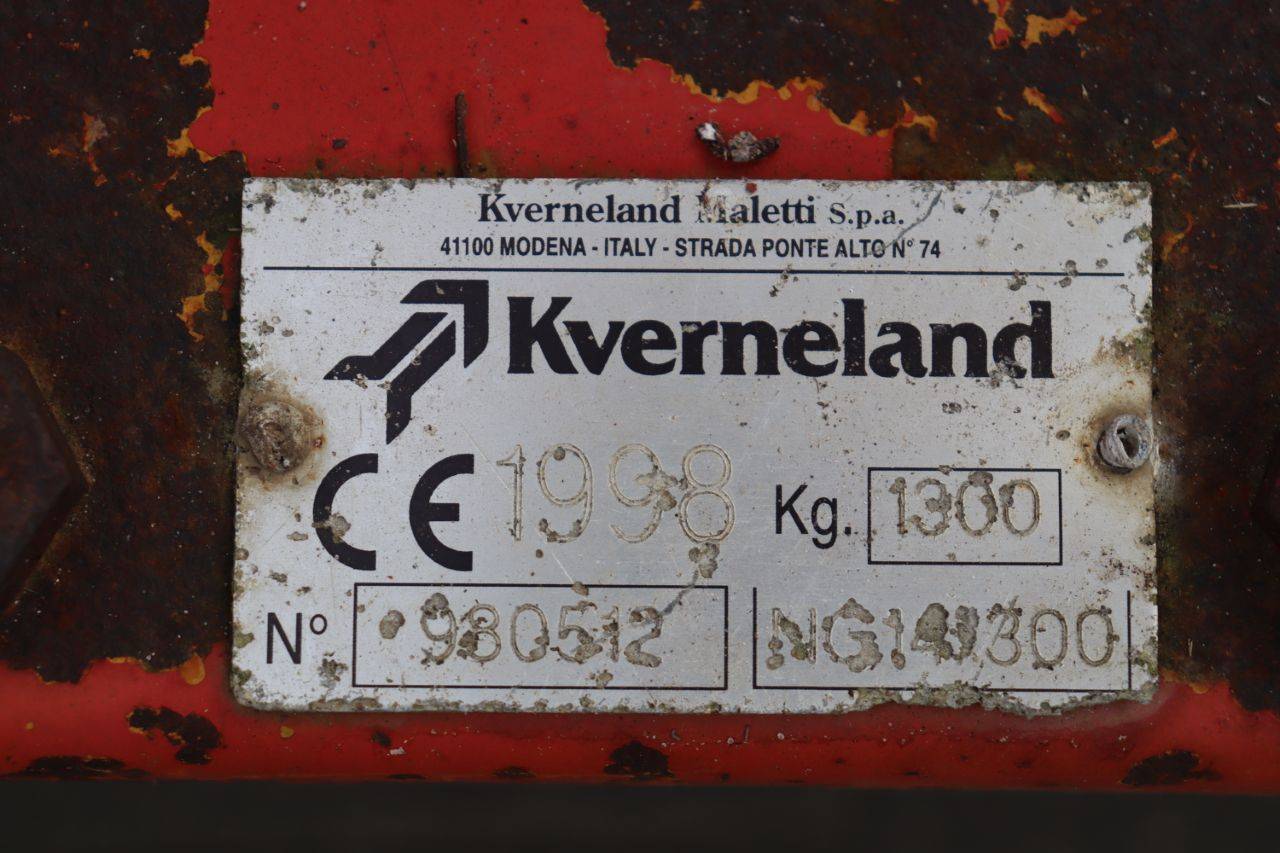 Kverneland Maletti S.p.a.
41100 MODENA - ITALY - STRADA PONTE ALTO N° 74
Kverneland
CE 1998 Kg. 1300
N° 980512